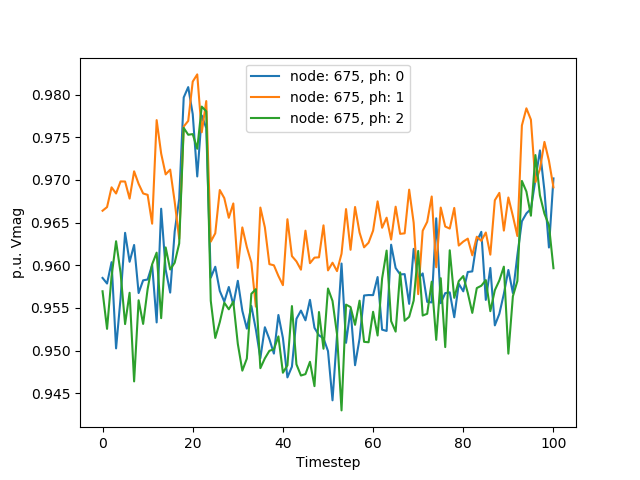 node: 675, ph: 0
node: 675, ph: 1
node: 675, ph: 2
p.u. Vmag
0.980
0.975
0.970
0.965
0.960
0.955
0.950
0.945
0 20 40 60 80 100
Timestep